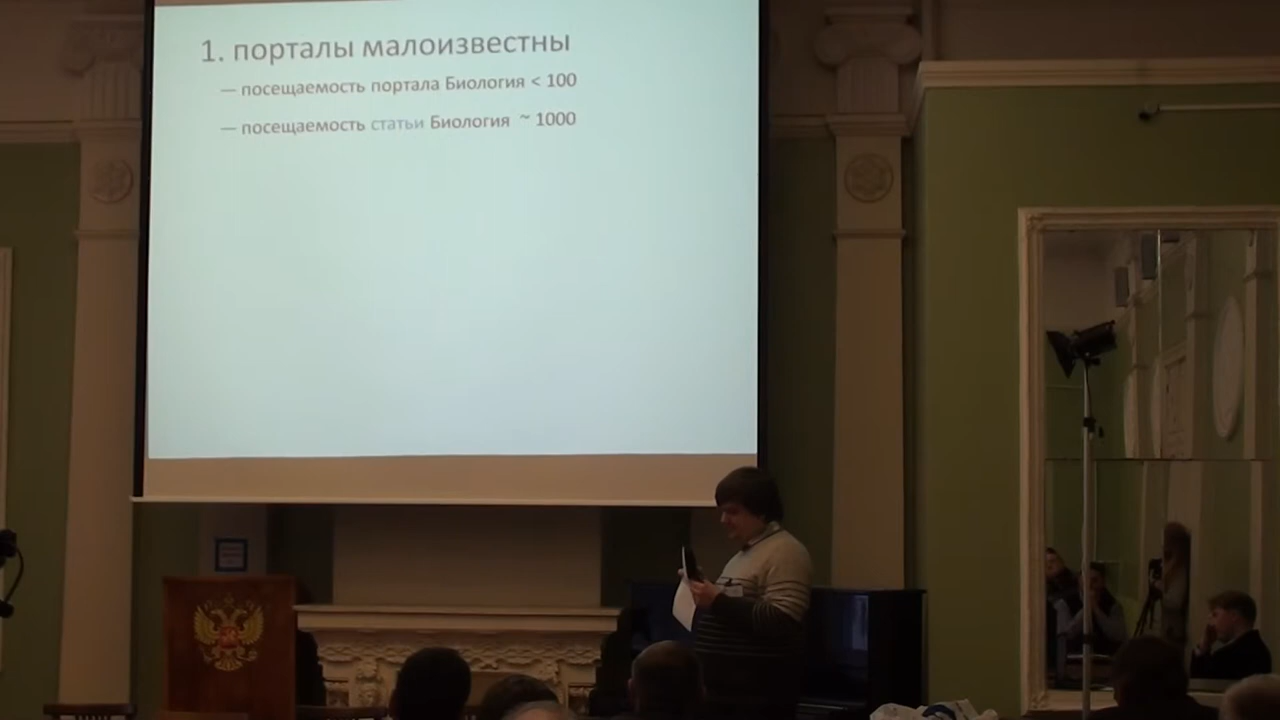 1. порталы малоизвестны
— посещаемость портала Биология < 100
— посещаемость статьи Биология ~ 1000